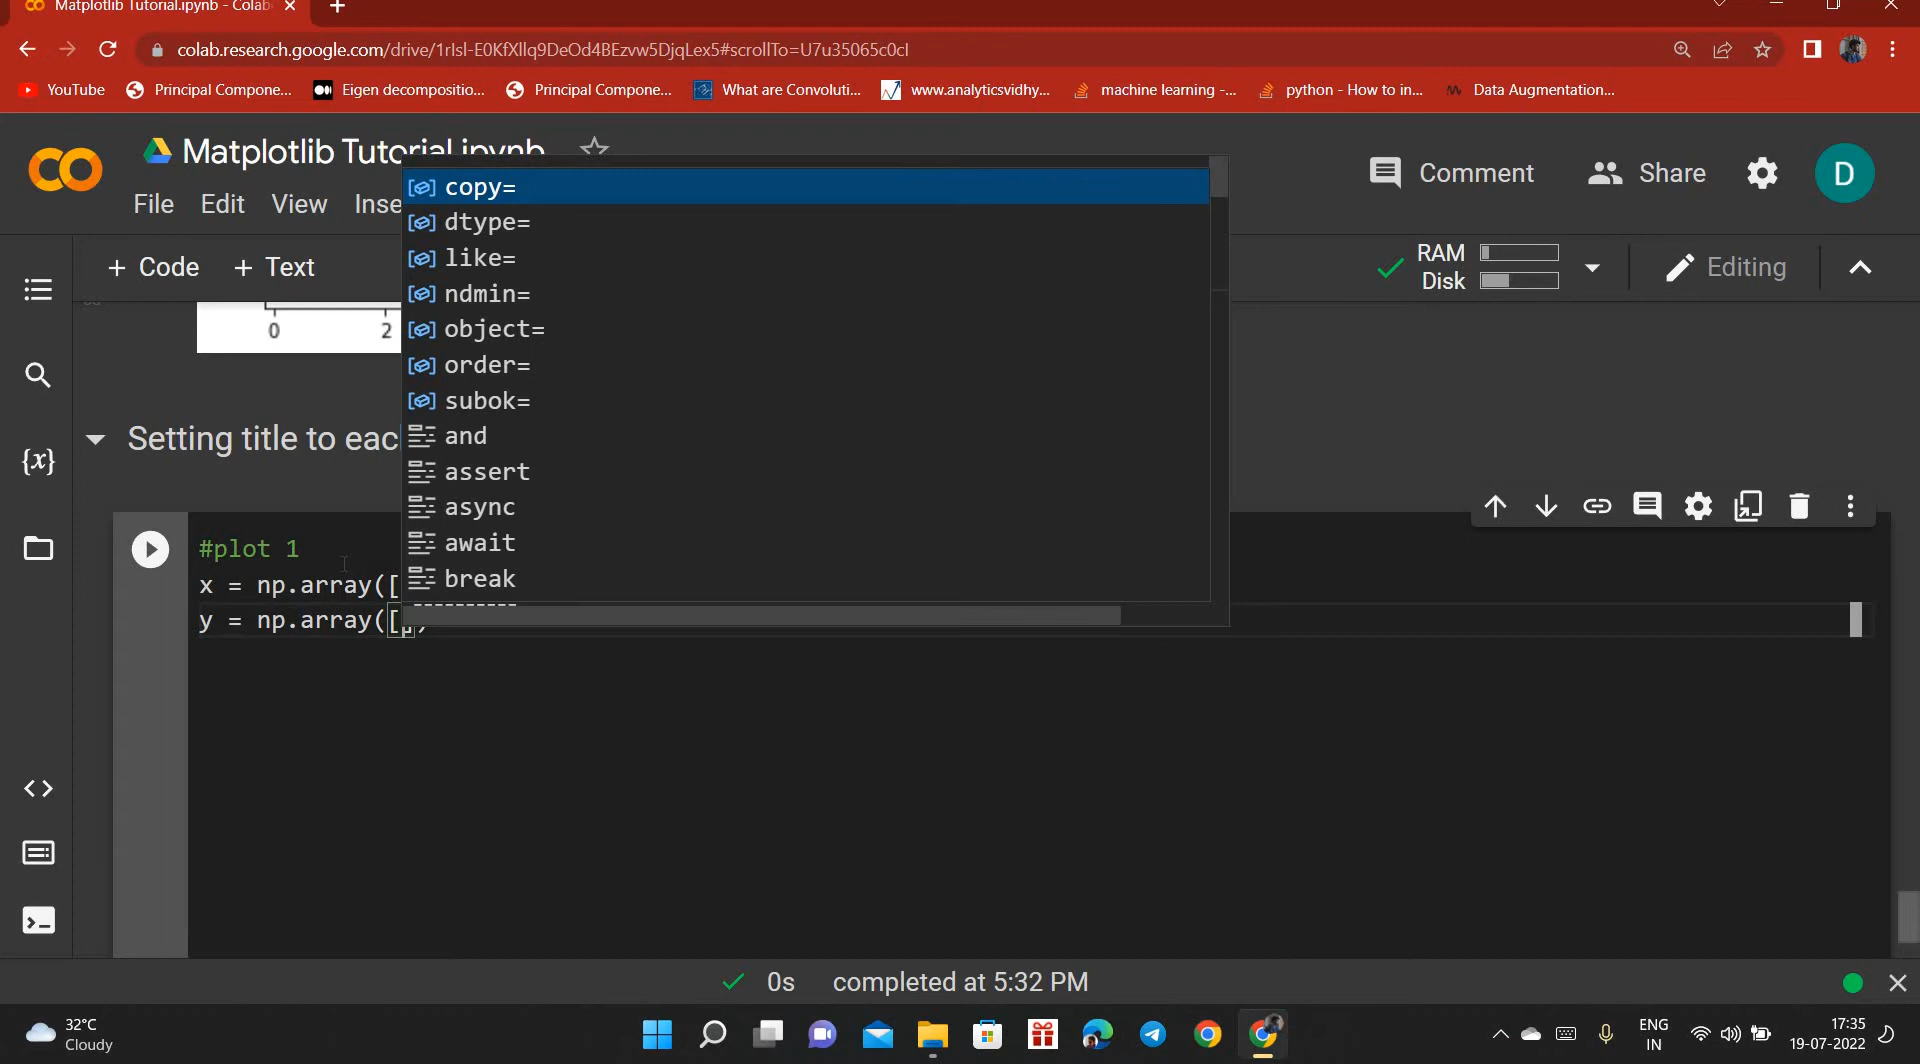 Matplotlib Tutorial.ipynb - Colab
colab.research.google.com/drive/1rIsl-E0KfXllq9DeOd4BEzvw5DjqLex5#scrollTo=U7u35065c0cI
YouTube Principal Compone... Eigen decompositio... Principal Compone... What are Convoluti... www.analyticsvidhy... machine learning -... python - How to in... Data Augmentation...
Matplotlib Tutorial.ipynb
Comment Share D
File Edit View Inse
copy=
dtype=
like=
ndmin=
object=
order=
subok=
and
assert
async
await
break
+ Code + Text
RAM
Disk
Editing
0 2
Setting title to eac
{x}
#plot 1
x = np.array([
y = np.array([])
0s completed at 5:32 PM
32°C
Cloudy
ENG
IN
17:35
19-07-2022